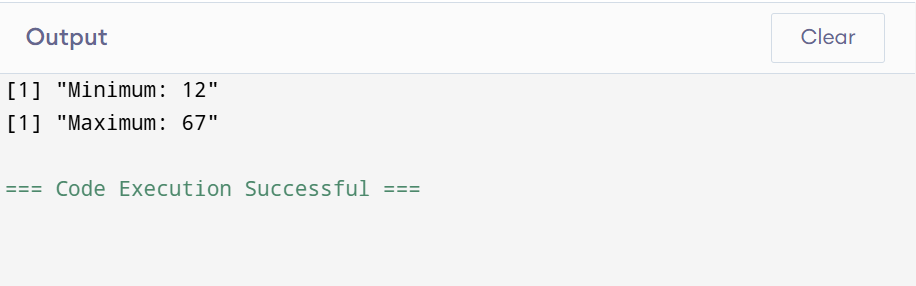 Output
Clear
[1] "Minimum: 12"
[1] "Maximum: 67"
=== Code Execution Successful ===